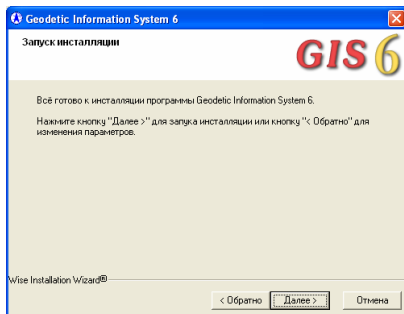 Geodetic Information System 6
Запуск инсталляции
GIS 6
Всё готово к инсталляции программы Geodetic Information System 6.
Нажмите кнопку "Далее >" для запука инсталляции или кнопку "< Обратно" для
изменения параметров.
Wise Installation Wizard®
< Обратно
Далее >
Отмена